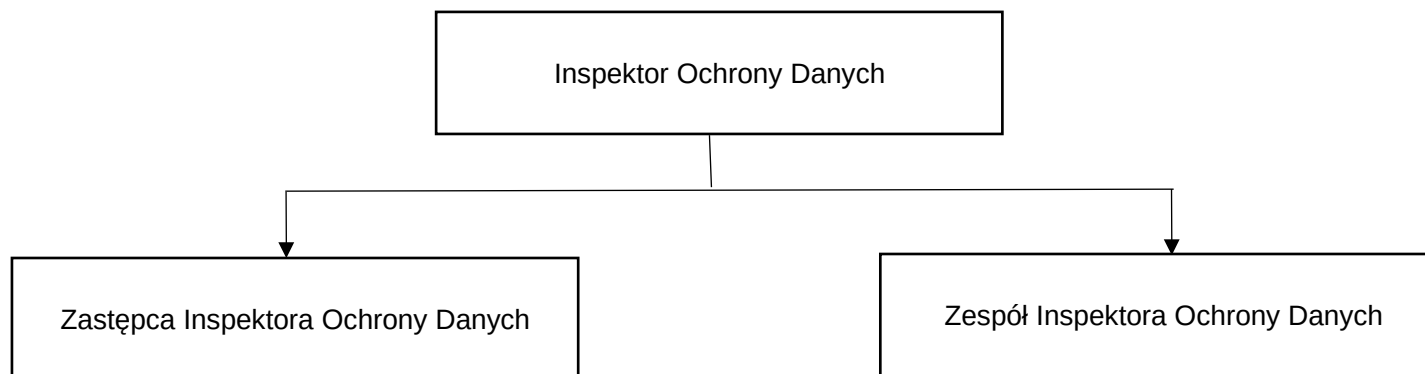 Inspektor Ochrony Danych
Zastępca Inspektora Ochrony Danych
Zespół Inspektora Ochrony Danych